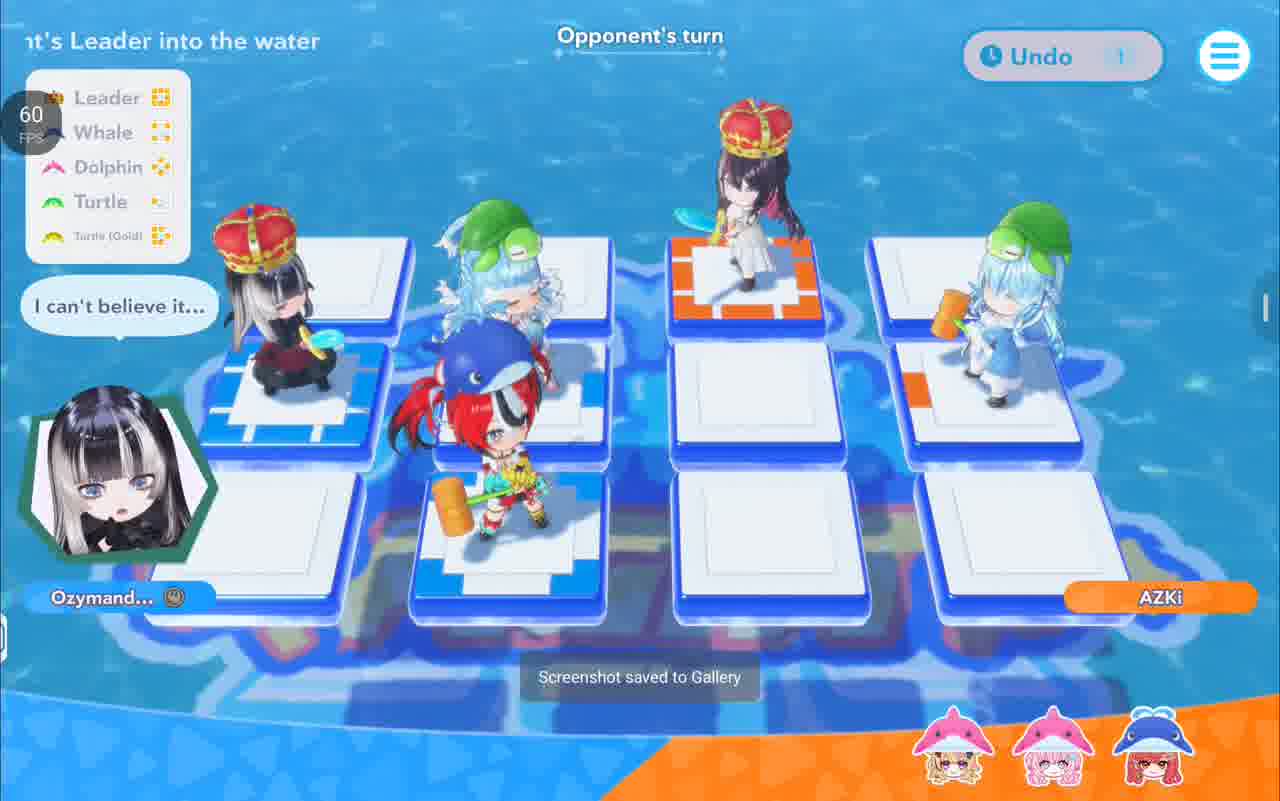 nt's Leader into the water
Opponent's turn
Undo 1
60
FPS
Leader
Whale
Dolphin
Turtle
Turtle (Gold)
I can't believe it...
Ozymand...
AZKi
Screenshot saved to Gallery